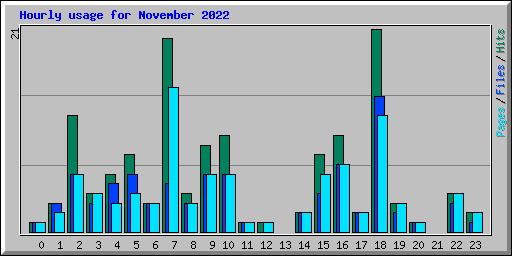 Hourly usage for November 2022
21
Pages / Files / Hits
0 1 2 3 4 5 6 7 8 9 10 11 12 13 14 15 16 17 18 19 20 21 22 23